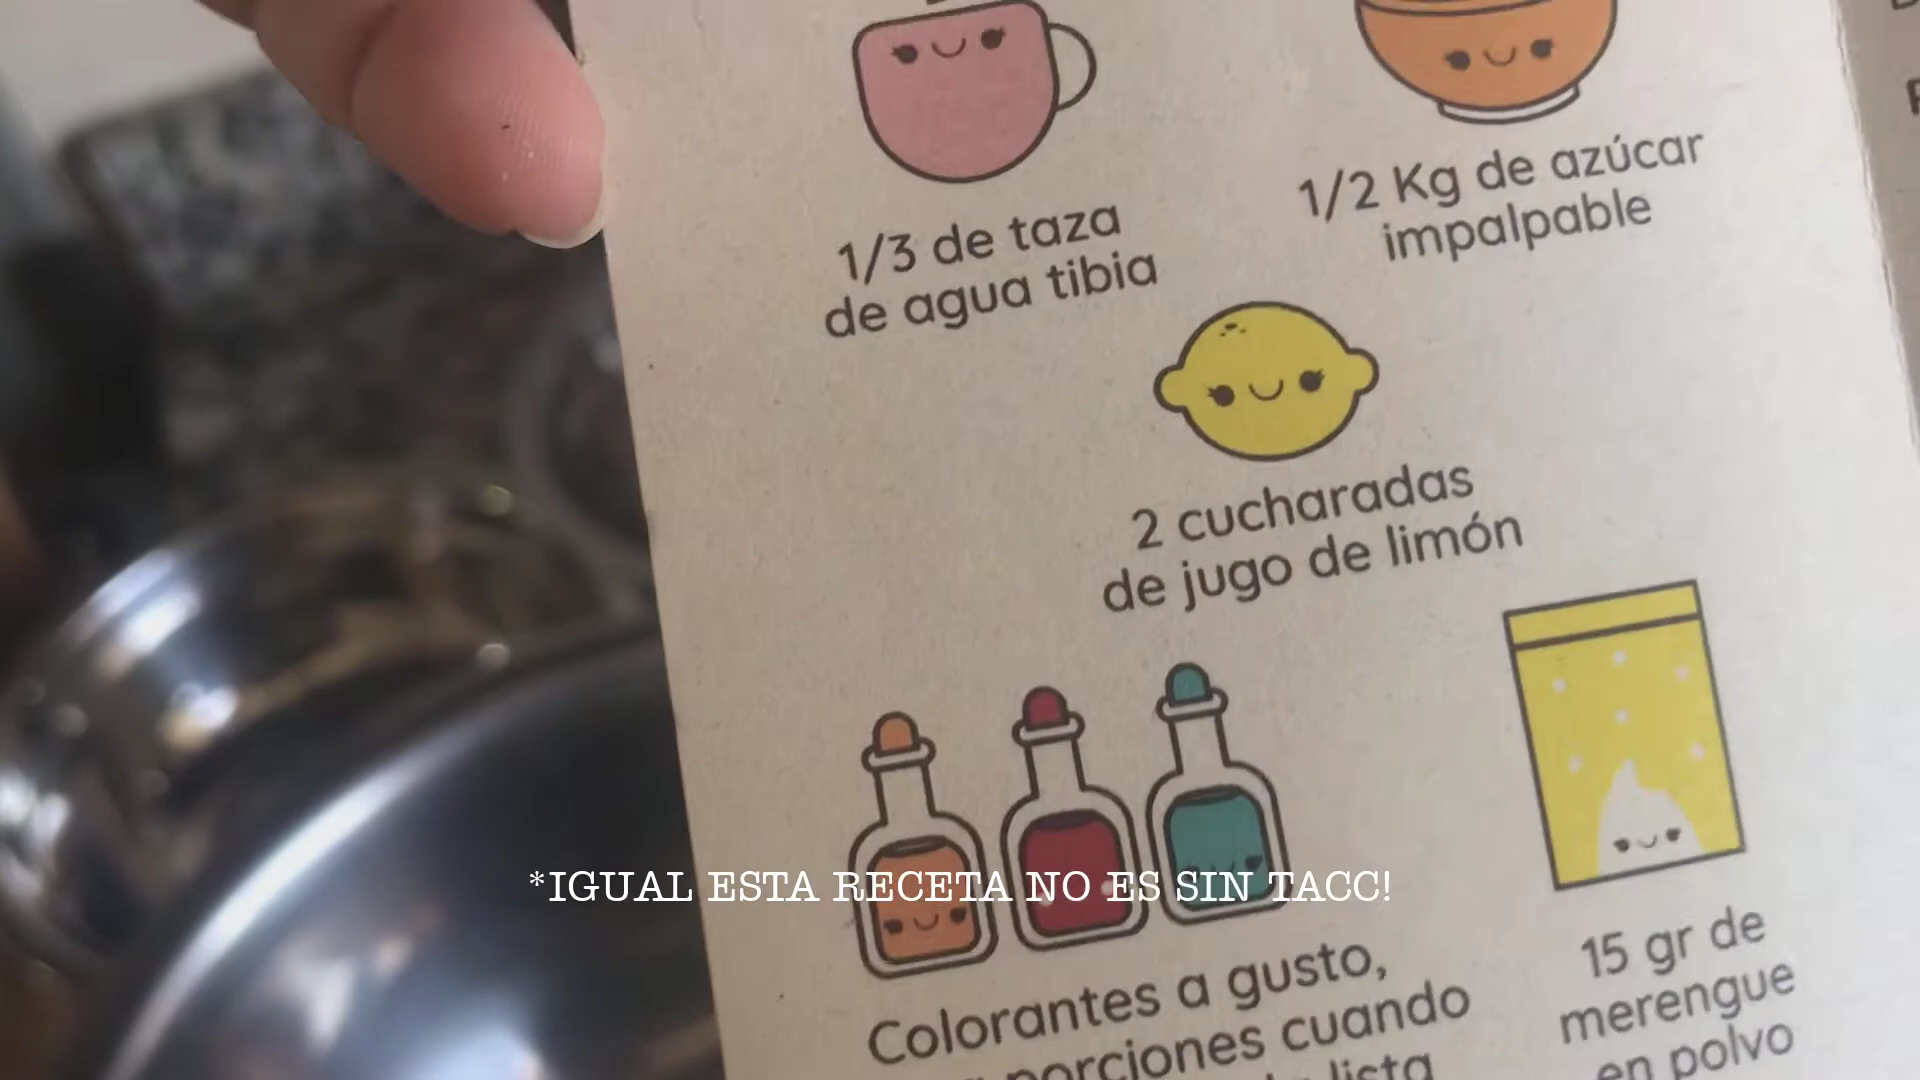 1/3 de taza
de agua tibia
1/2 Kg de azúcar
impalpable
2 cucharadas
de jugo de limón
*IGUAL ESTA RECETA NO ES SIN TACC!
Colorantes a gusto,
porciones cuando
lista
15 gr de
merengue
en polvo